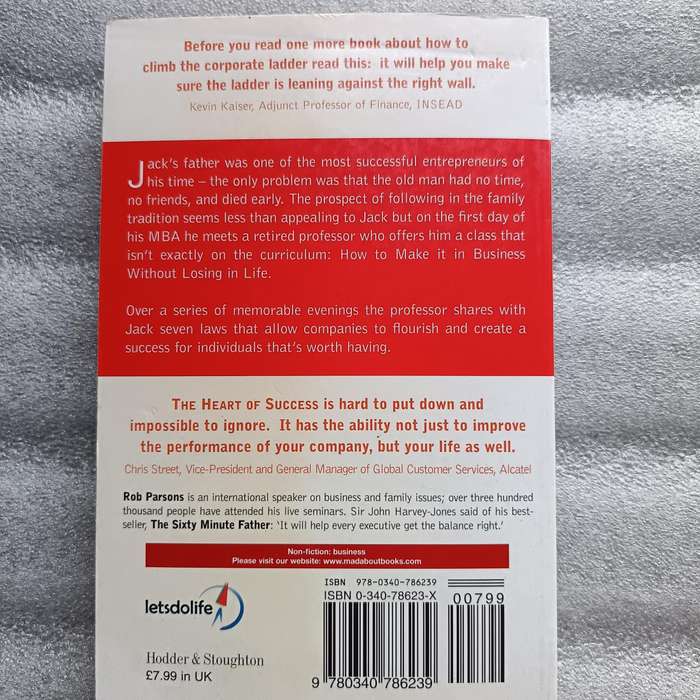 Before you read one more book about how to
climb the corporate ladder read this: it will help you make
sure the ladder is leaning against the right wall.
Kevin Kaiser, Adjunct Professor of Finance, INSEAD
Jack's father was one of the most successful entrepreneurs of
his time – the only problem was that the old man had no time,
no friends, and died early. The prospect of following in the family
tradition seems less than appealing to Jack but on the first day of
his MBA he meets a retired professor who offers him a class that
isn't exactly on the curriculum: How to Make it in Business
Without Losing in Life.
Over a series of memorable evenings the professor shares with
Jack seven laws that allow companies to flourish and create a
success for individuals that's worth having.
THE HEART OF SUCCESS is hard to put down and
impossible to ignore. It has the ability not just to improve
the performance of your company, but your life as well.
Chris Street, Vice-President and General Manager of Global Customer Services, Alcatel
Rob Parsons is an international speaker on business and family issues; over three hundred
thousand people have attended his live seminars. Sir John Harvey-Jones said of his best-
seller, The Sixty Minute Father: 'It will help every executive get the balance right.'
Non-fiction: business
Please visit our website: www.madaboutbooks.com
letsdolife
Hodder & Stoughton
£7.99 in UK
ISBN 978-0340-786239
ISBN 0-340-78623-X
00799
9 780340 786239